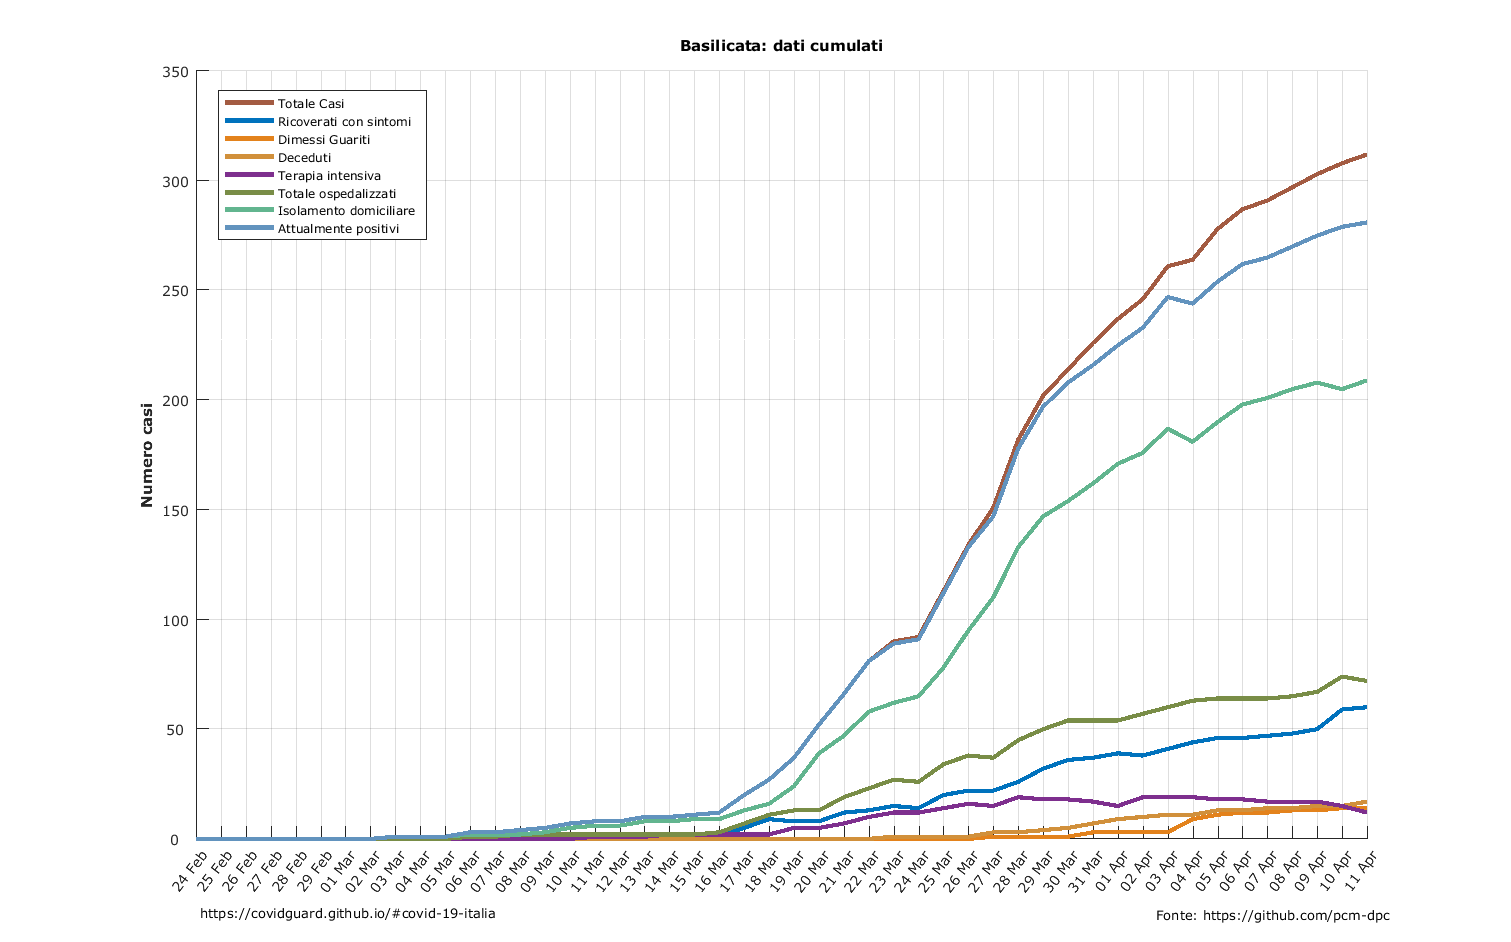 Basilicata: dati cumulati
350
300
250
200
150
100
50
0
Numero casi
Totale Casi
Ricoverati con sintomi
Dimessi Guariti
Deceduti
Terapia intensiva
Totale ospedalizzati
Isolamento domiciliare
Attualmente positivi
24 Feb
25 Feb
26 Feb
27 Feb
28 Feb
29 Feb
01 Mar
02 Mar
03 Mar
04 Mar
05 Mar
06 Mar
07 Mar
08 Mar
09 Mar
10 Mar
11 Mar
12 Mar
13 Mar
14 Mar
15 Mar
16 Mar
17 Mar
18 Mar
19 Mar
20 Mar
21 Mar
22 Mar
23 Mar
24 Mar
25 Mar
26 Mar
27 Mar
28 Mar
29 Mar
30 Mar
31 Mar
01 Apr
02 Apr
03 Apr
04 Apr
05 Apr
06 Apr
07 Apr
08 Apr
09 Apr
10 Apr
11 Apr
https://covidguard.github.io/#covid-19-italia
Fonte: https://github.com/pcm-dpc